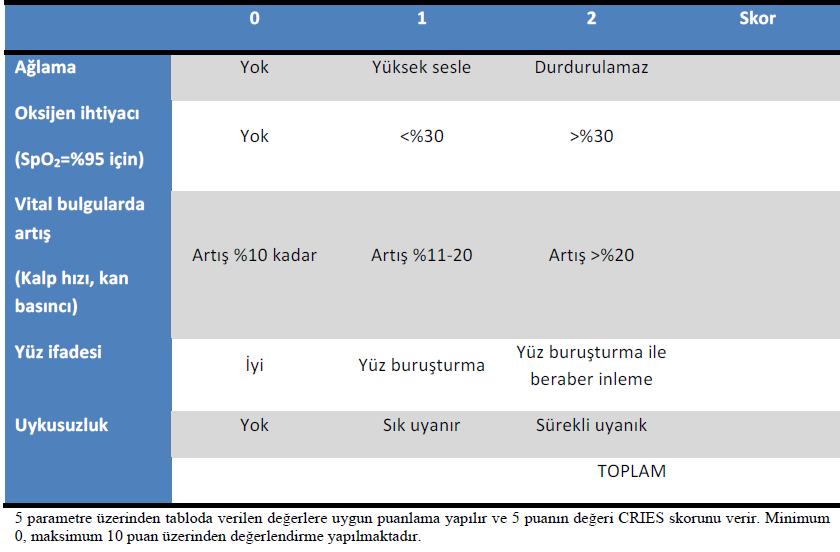 0 1 2 Skor
Ağlama Yok Yüksek sesle Durdurulamaz
Oksijen ihtiyacı
Yok <%30 >%30
(SpO₂=%95 için)
Vital bulgularda
artış
Artış %10 kadar Artış %11-20 Artış >%20
(Kalp hızı, kan
basıncı)
Yüz ifadesi
İyi Yüz buruşturma Yüz buruşturma ile
beraber inleme
Uykusuzluk Yok Sık uyanır Sürekli uyanık
TOPLAM
5 parametre üzerinden tabloda verilen değerlere uygun puanlama yapılır ve 5 puanın değeri CRIES skorunu verir. Minimum
0, maksimum 10 puan üzerinden değerlendirme yapılmaktadır.